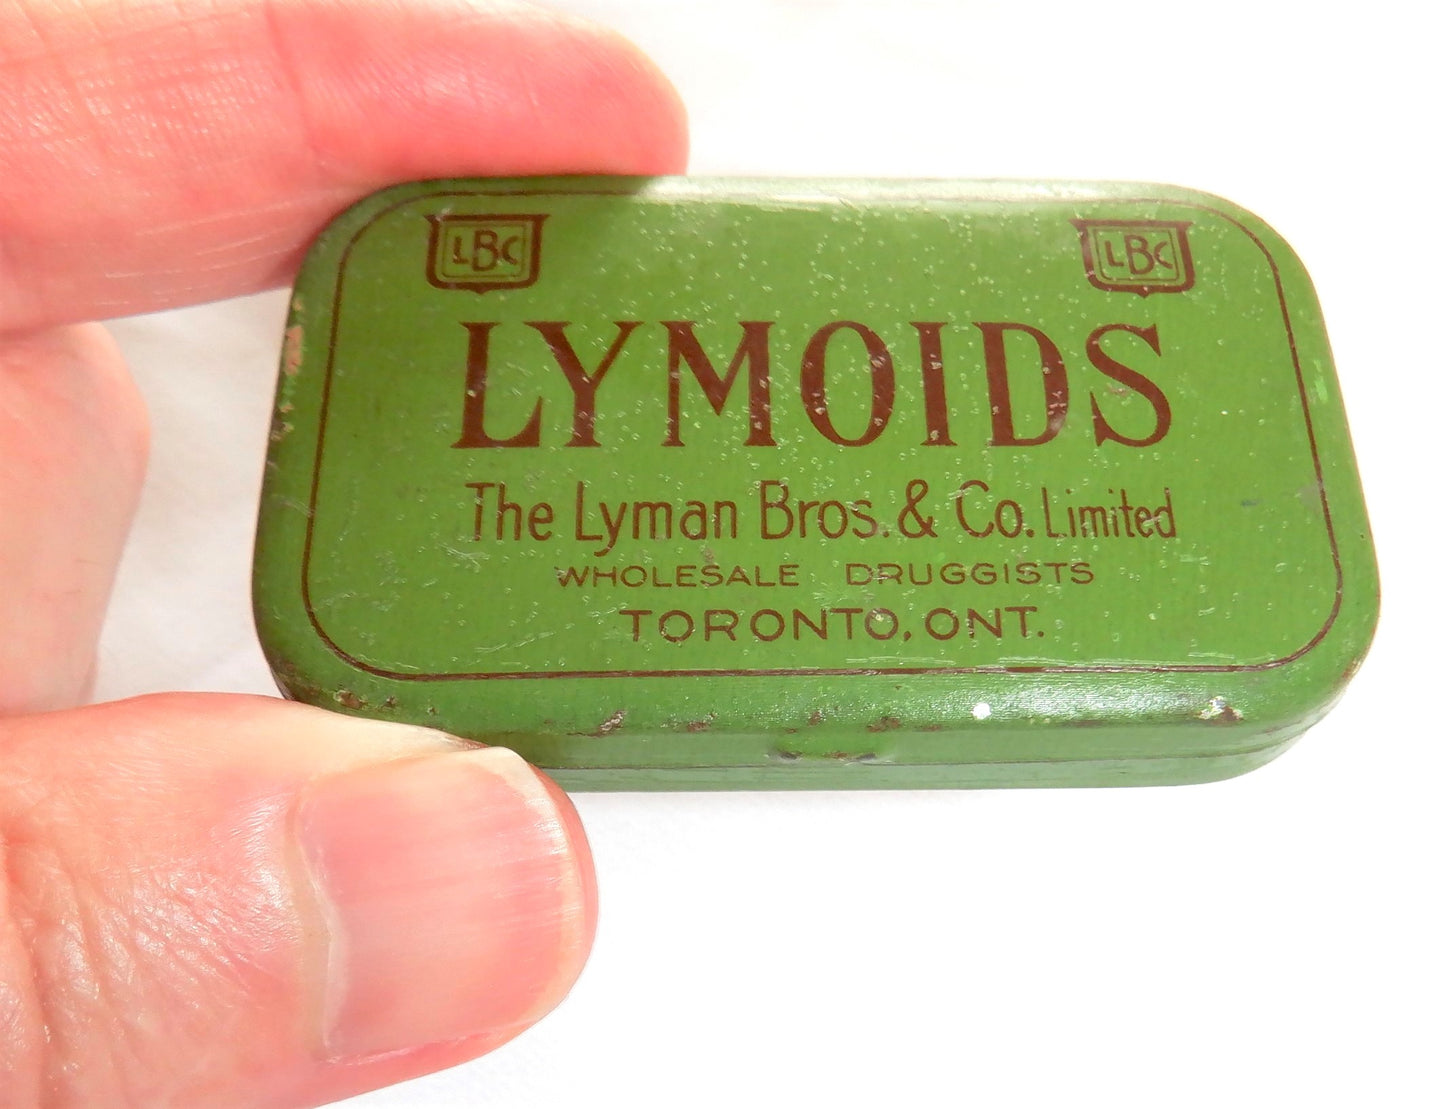 LBC LBC
LYMOIDS
The Lyman Bros. & Co. Limited
WHOLESALE DRUGGISTS
TORONTO, ONT.